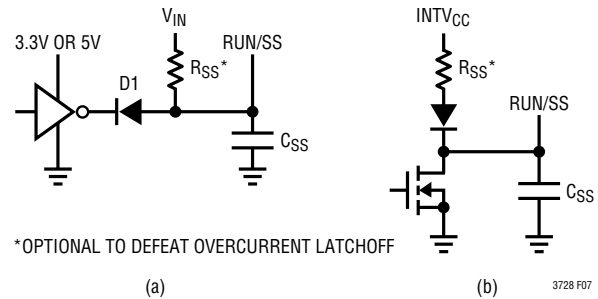 V_IN
INTV_CC
3.3V OR 5V
RUN/SS
D1
R_SS*
R_SS*
RUN/SS
C_SS
C_SS
*OPTIONAL TO DEFEAT OVERCURRENT LATCHOFF
(a)
(b)
3728 F07